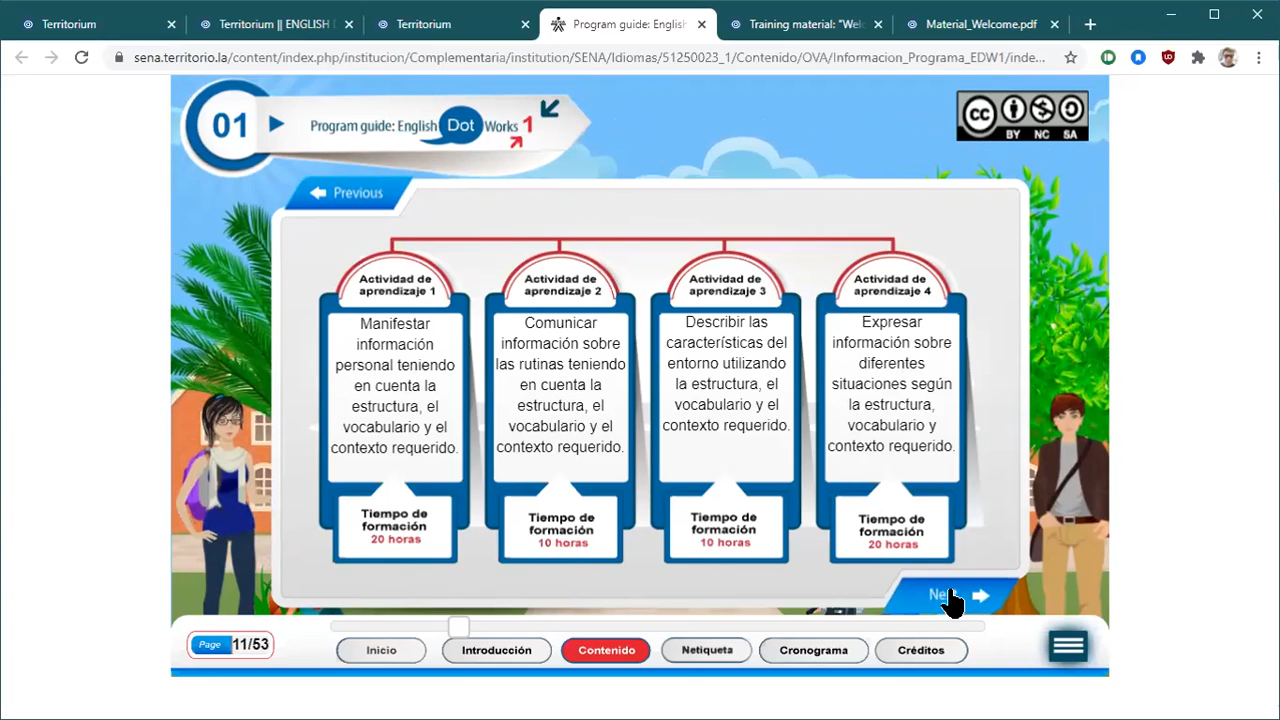 Territorium
Territorium || ENGLISH
Territorium
Program guide: English
Training material: "Wel
Material_Welcome.pdf
sena.territorio.la/content/index.php/institucion/Complementaria/institution/SENA/Idiomas/51250023_1/Contenido/OVA/Informacion_Programa_EDW1/inde...
01
Program guide: English Dot Works 1
BY NC SA
Previous
Actividad de
aprendizaje 1
Manifestar
información
personal teniendo
en cuenta la
estructura, el
vocabulario y el
contexto requerido.
Tiempo de
formación
20 horas
Actividad de
aprendizaje 2
Comunicar
información sobre
las rutinas teniendo
en cuenta la
estructura, el
vocabulario y el
contexto requerido.
Tiempo de
formación
10 horas
Actividad de
aprendizaje 3
Describir las
características del
entorno utilizando
la estructura, el
vocabulario y el
contexto requerido.
Tiempo de
formación
10 horas
Actividad de
aprendizaje 4
Expresar
información sobre
diferentes
situaciones según
la estructura,
vocabulario y
contexto requerido.
Tiempo de
formación
20 horas
Page 11/53
Inicio
Introducción
Contenido
Netiqueta
Cronograma
Créditos